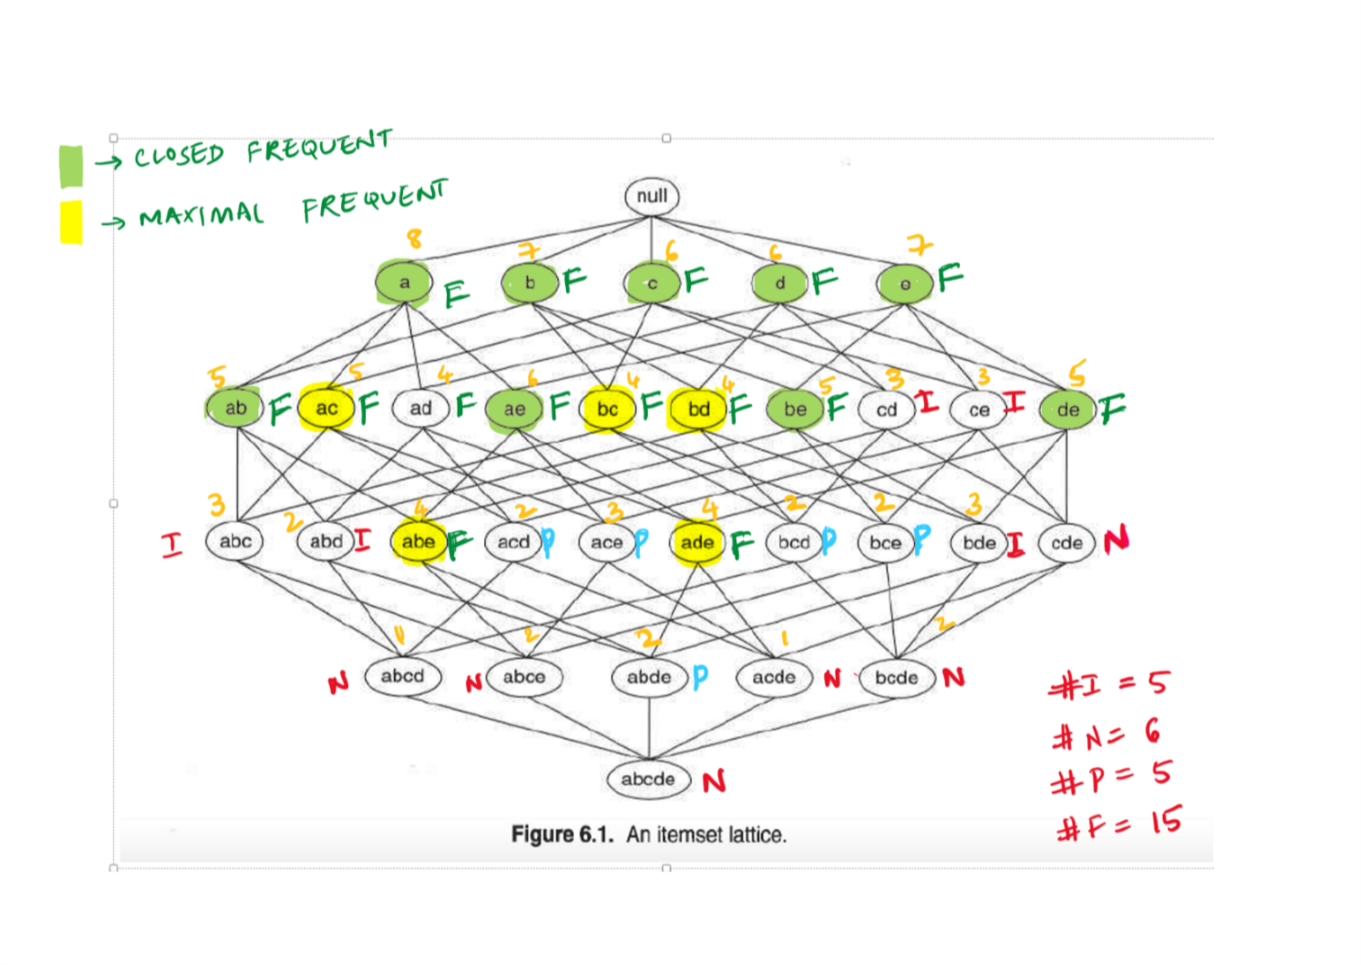 → CLOSED FREQUENT
→ MAXIMAL FREQUENT
null
8 7 6 6 7
a F b F c F d F e F
5 5 4 6 4 4 5 3 3 5
ab F ac F ad F ae F bc F bd F be F cd I ce I de F
3 2 4 2 3 4 2 2 3
I abc abd I abe F acd P ace P ade F bcd P bce P bde I cde N
2 2 1 2
N abcd N abce abde P acde N bcde N
abcde N
#I = 5
#N = 6
#P = 5
#F = 15
Figure 6.1. An itemset lattice.